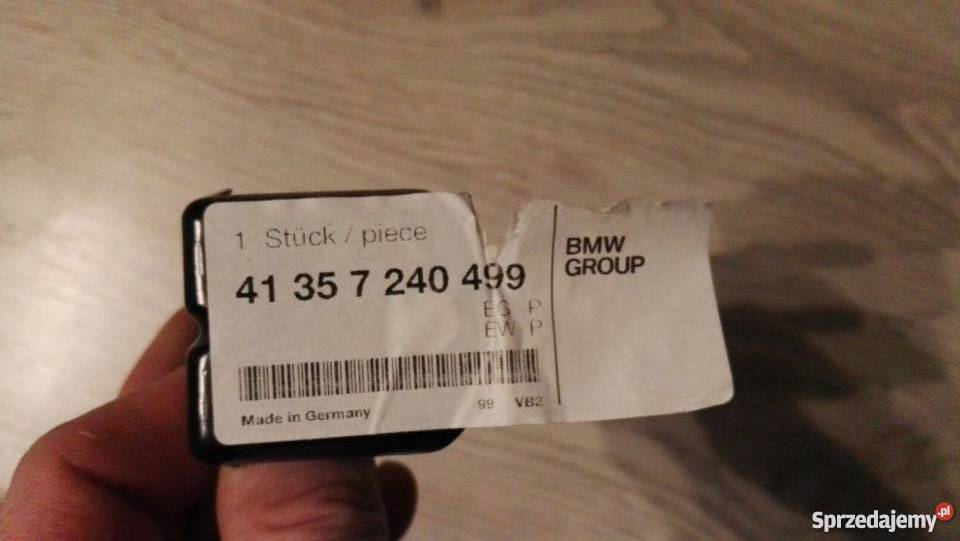 1 Stück / piece
41 35 7 240 499
EG P
EW P
Made in Germany
99 VB2
BMW
GROUP
Sprzedajemy.pl